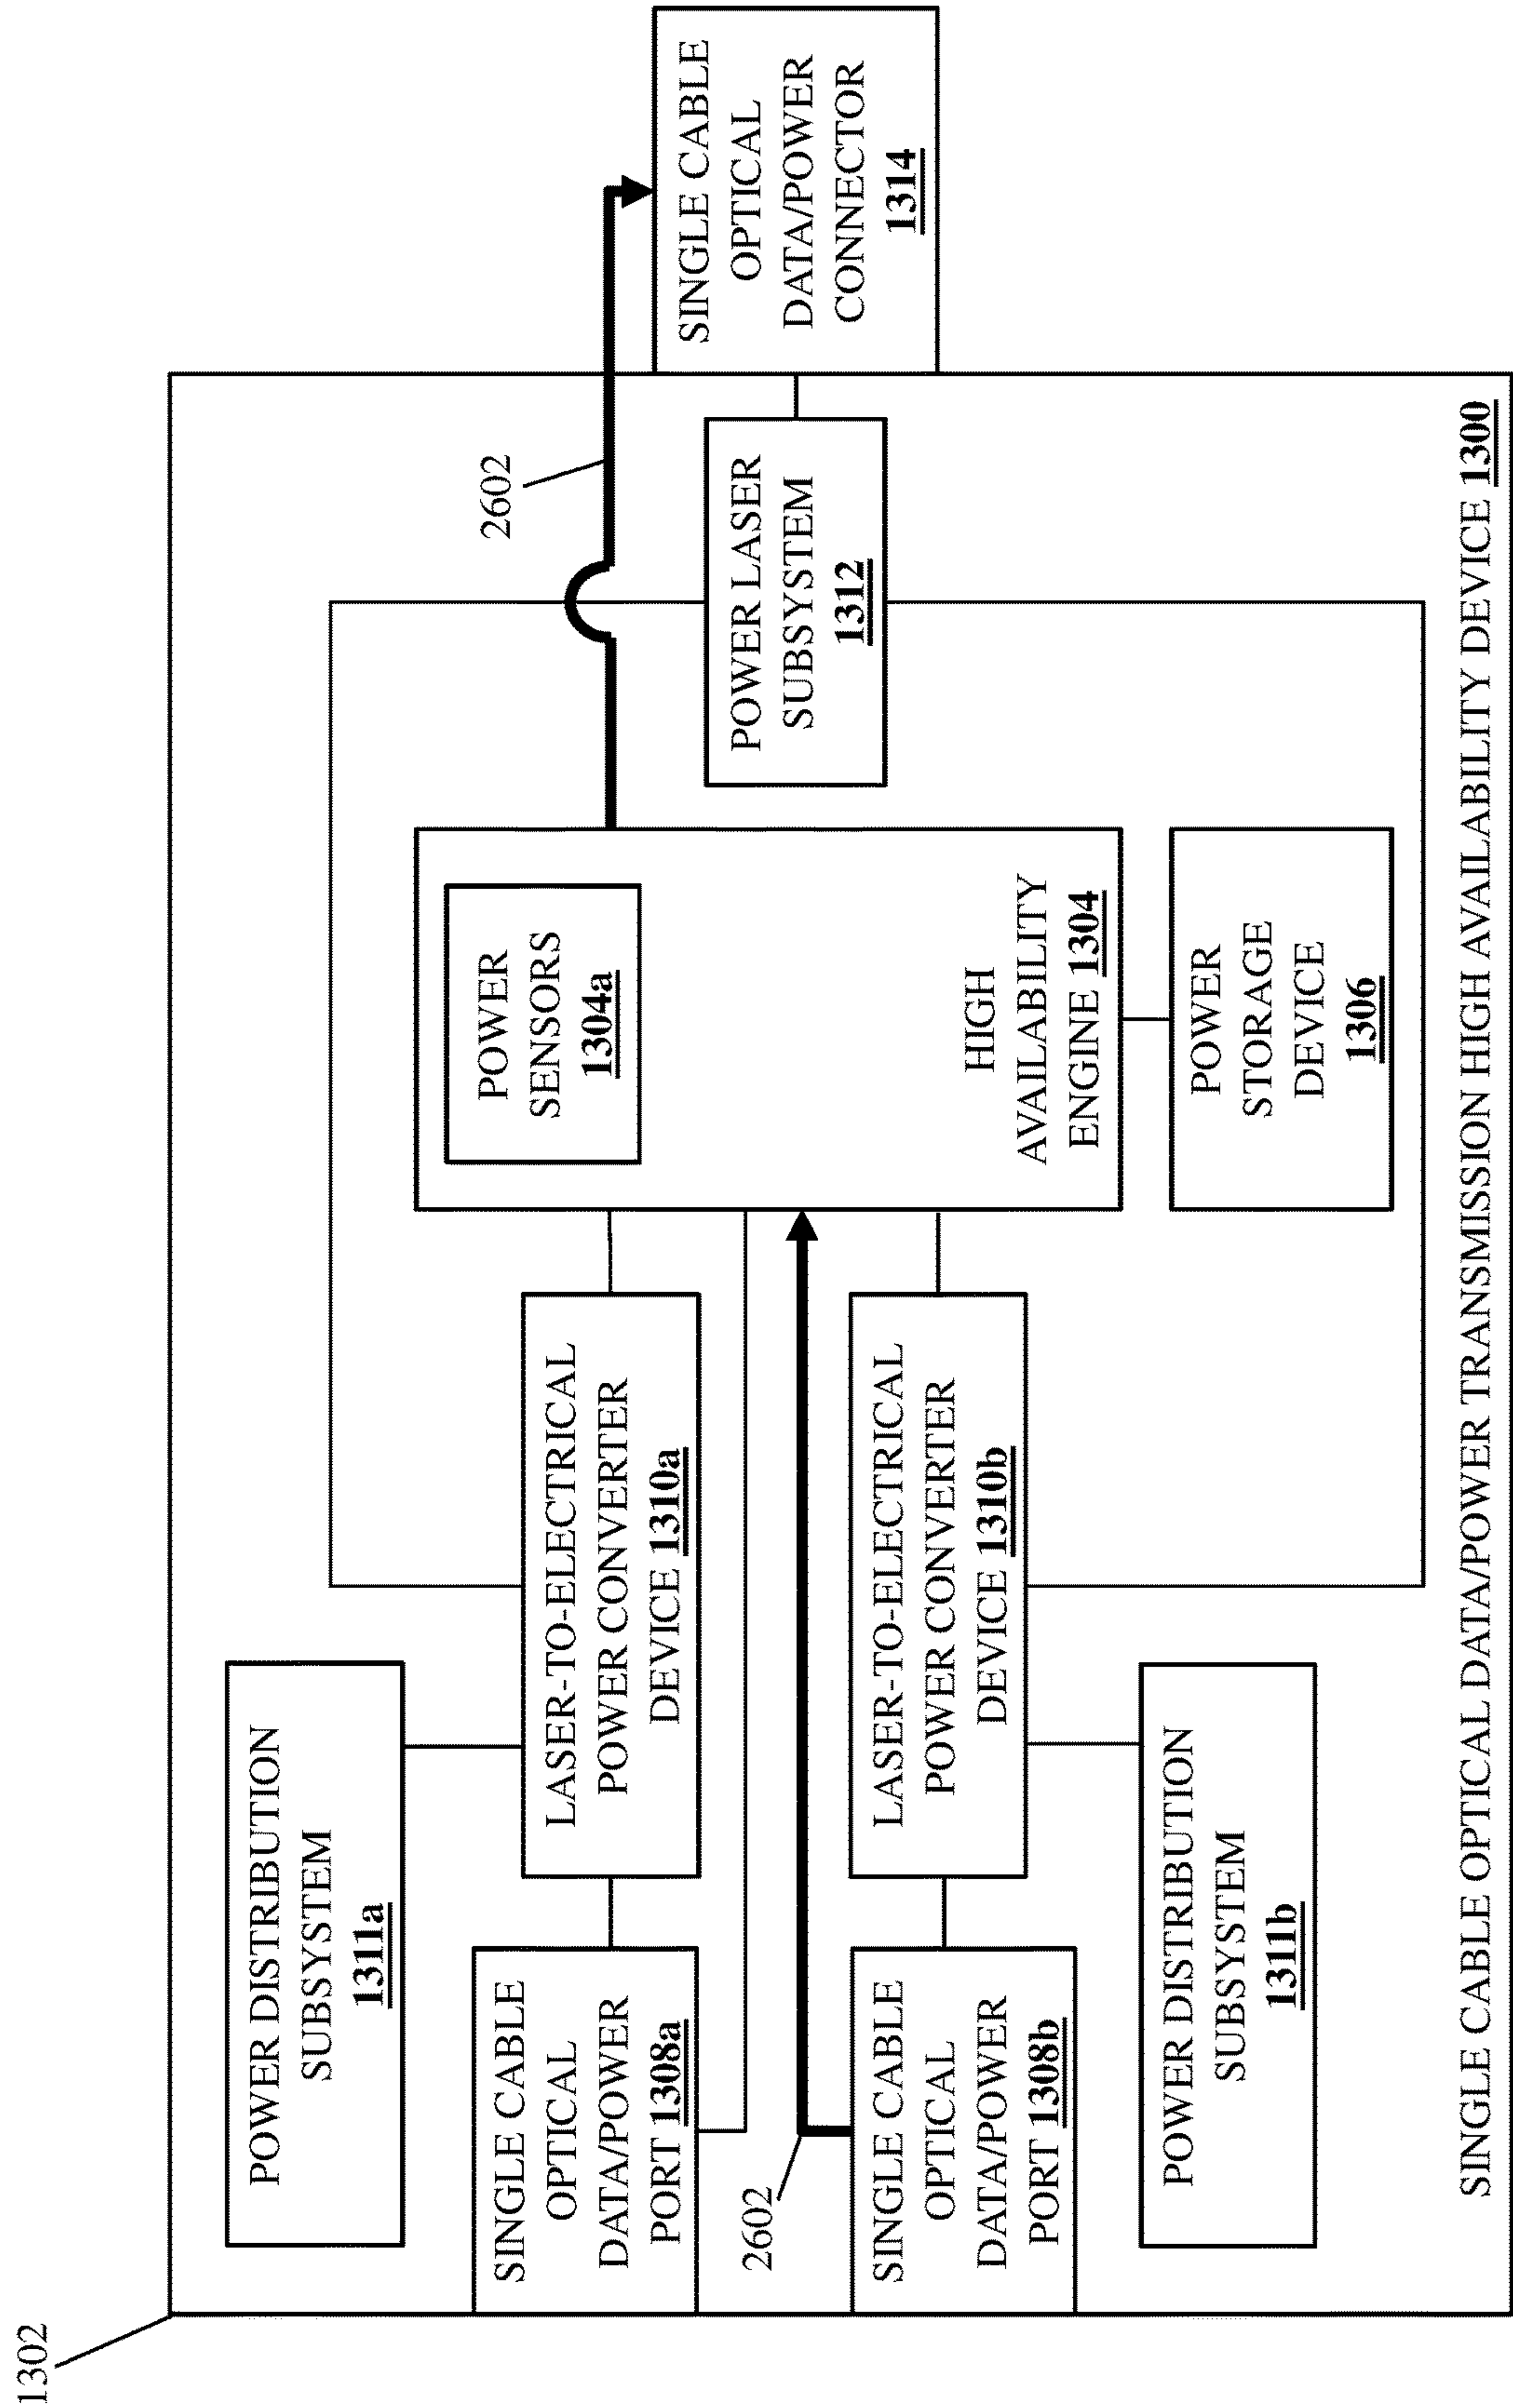 1302
POWER DISTRIBUTION
SUBSYSTEM
1311a
SINGLE CABLE
OPTICAL
DATA/POWER
PORT 1308a
LASER-TO-ELECTRICAL
POWER CONVERTER
DEVICE 1310a
2602
SINGLE CABLE
OPTICAL
DATA/POWER
PORT 1308b
LASER-TO-ELECTRICAL
POWER CONVERTER
DEVICE 1310b
POWER DISTRIBUTION
SUBSYSTEM
1311b
POWER
SENSORS
1304a
HIGH
AVAILABILITY
ENGINE 1304
POWER
STORAGE
DEVICE
1306
2602
POWER LASER
SUBSYSTEM
1312
SINGLE CABLE
OPTICAL
DATA/POWER
CONNECTOR
1314
SINGLE CABLE OPTICAL DATA/POWER TRANSMISSION HIGH AVAILABILITY DEVICE 1300